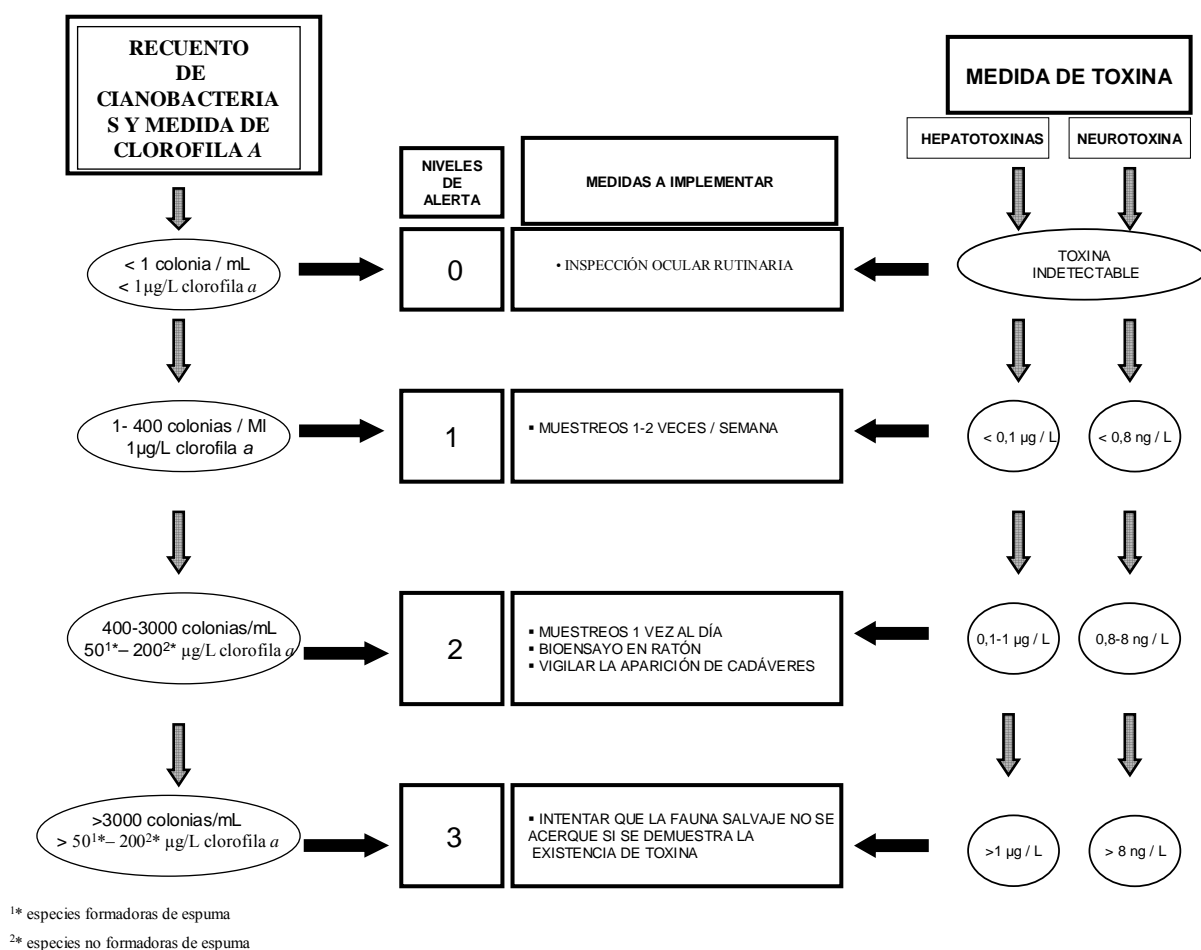 RECUENTO
DE
CIANOBACTERIA
S Y MEDIDA DE
CLOROFILA A
MEDIDA DE TOXINA
HEPATOTOXINAS
NEUROTOXINA
NIVELES
DE
ALERTA
MEDIDAS A IMPLEMENTAR
< 1 colonia / mL
< 1µg/L clorofila a
0
• INSPECCIÓN OCULAR RUTINARIA
TOXINA
INDETECTABLE
1- 400 colonias / Ml
1µg/L clorofila a
1
▪ MUESTREOS 1-2 VECES / SEMANA
< 0,1 µg / L
< 0,8 ng / L
400-3000 colonias/mL
50¹*– 200²* µg/L clorofila a
2
▪ MUESTREOS 1 VEZ AL DÍA
▪ BIOENSAYO EN RATÓN
▪ VIGILAR LA APARICIÓN DE CADÁVERES
0,1-1 µg / L
0,8-8 ng / L
>3000 colonias/mL
> 50¹*– 200²* µg/L clorofila a
3
▪ INTENTAR QUE LA FAUNA SALVAJE NO SE
ACERQUE SI SE DEMUESTRA LA
EXISTENCIA DE TOXINA
>1 µg / L
> 8 ng / L
¹* especies formadoras de espuma
²* especies no formadoras de espuma